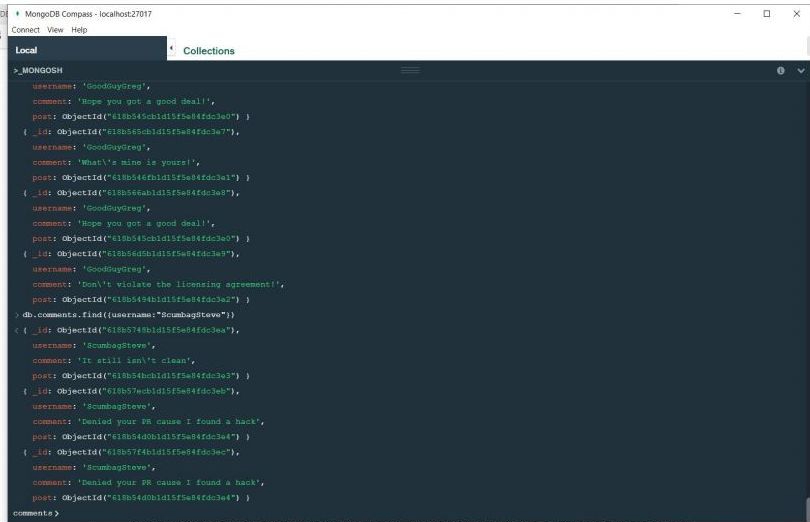 MongoDB Compass - localhost:27017
Connect View Help
Local
Collections
>_MONGOSH
username: 'GoodGuyGreg',
comment: 'Hope you got a good deal!',
post: ObjectId("618b545cb1d15f5e84fdc3e0") }
{ _id: ObjectId("618b565cb1d15f5e84fdc3e7"),
username: 'GoodGuyGreg',
comment: 'What\'s mine is yours!',
post: ObjectId("618b546fb1d15f5e84fdc3e1") }
{ _id: ObjectId("618b566ab1d15f5e84fdc3e8"),
username: 'GoodGuyGreg',
comment: 'Hope you got a good deal!',
post: ObjectId("618b545cb1d15f5e84fdc3e0") }
{ _id: ObjectId("618b56d5b1d15f5e84fdc3e9"),
username: 'GoodGuyGreg',
comment: 'Don\'t violate the licensing agreement!',
post: ObjectId("618b5494b1d15f5e84fdc3e2") }
> db.comments.find({username:"ScumbagSteve"})
< { _id: ObjectId("618b5748b1d15f5e84fdc3ea"),
username: 'ScumbagSteve',
comment: 'It still isn\'t clean',
post: ObjectId("618b54bcb1d15f5e84fdc3e3") }
{ _id: ObjectId("618b57ecb1d15f5e84fdc3eb"),
username: 'ScumbagSteve',
comment: 'Denied your PR cause I found a hack',
post: ObjectId("618b54d0b1d15f5e84fdc3e4") }
{ _id: ObjectId("618b57f4b1d15f5e84fdc3ec"),
username: 'ScumbagSteve',
comment: 'Denied your PR cause I found a hack',
post: ObjectId("618b54d0b1d15f5e84fdc3e4") }
comments >